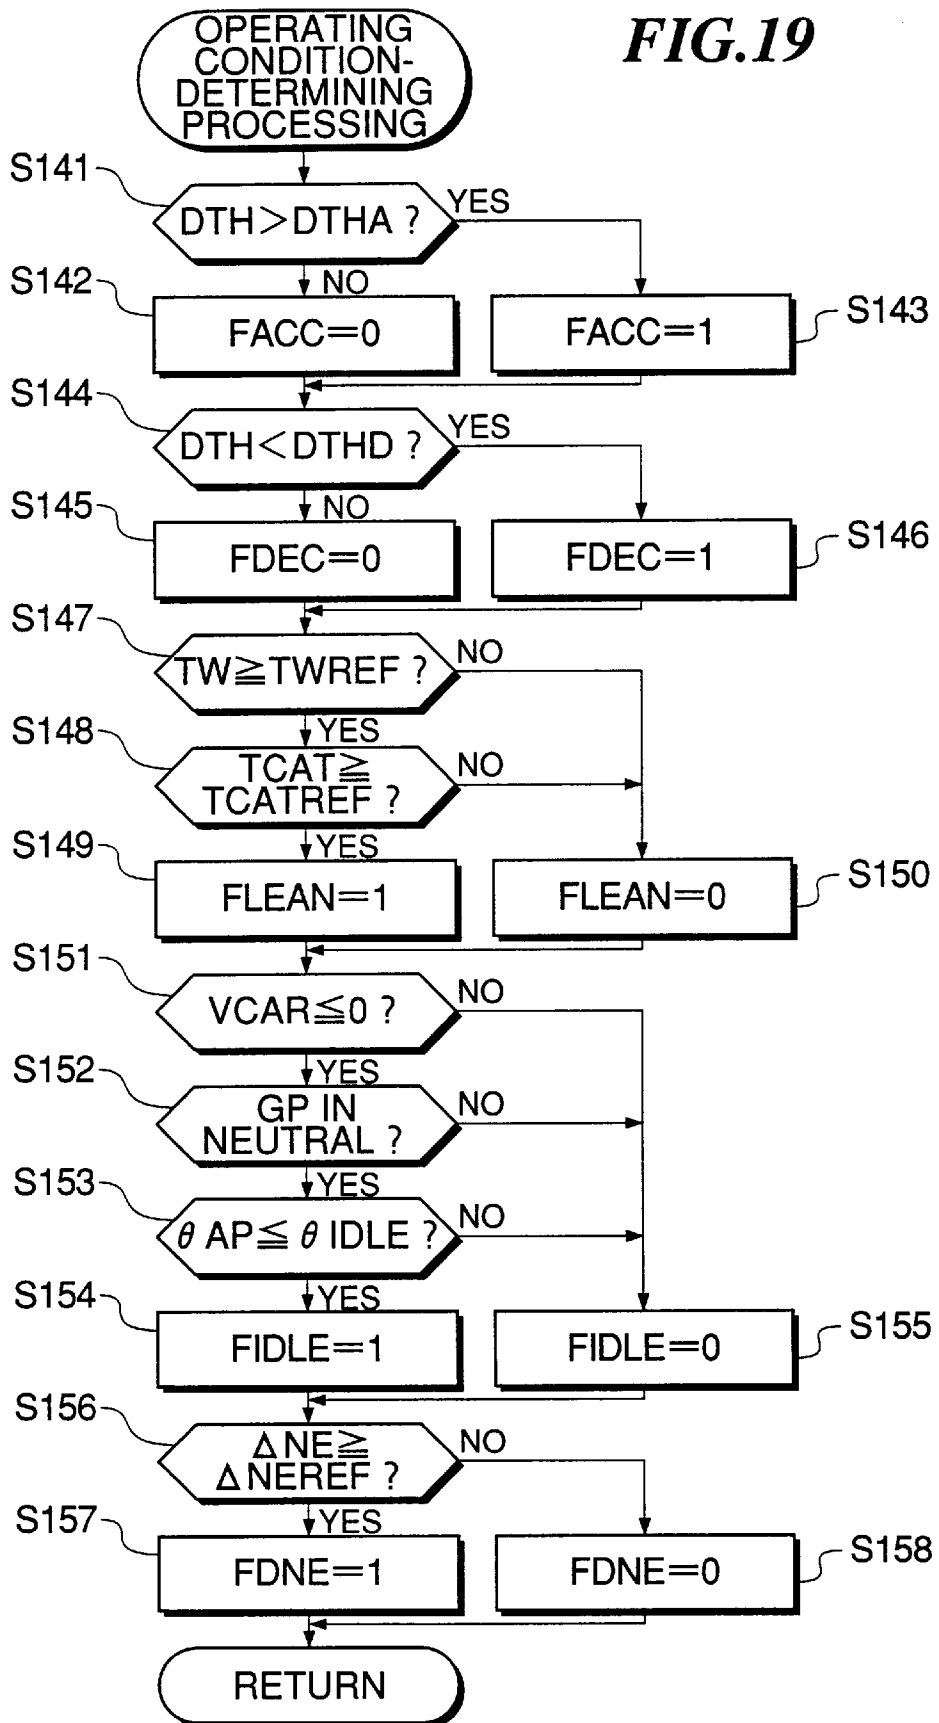 FIG.19
OPERATING
CONDITION-
DETERMINING
PROCESSING
S141
DTH>DTHA ?
YES
NO
S142
FACC=0
FACC=1
S143
S144
DTH<DTHD ?
YES
NO
S145
FDEC=0
FDEC=1
S146
S147
TW≧TWREF ?
NO
YES
S148
TCAT≧
TCATREF ?
NO
YES
S149
FLEAN=1
FLEAN=0
S150
S151
VCAR≦0 ?
NO
YES
S152
GP IN
NEUTRAL ?
NO
YES
S153
θ AP≦ θ IDLE ?
NO
YES
S154
FIDLE=1
FIDLE=0
S155
S156
Δ NE≧
Δ NEREF ?
NO
YES
S157
FDNE=1
FDNE=0
S158
RETURN